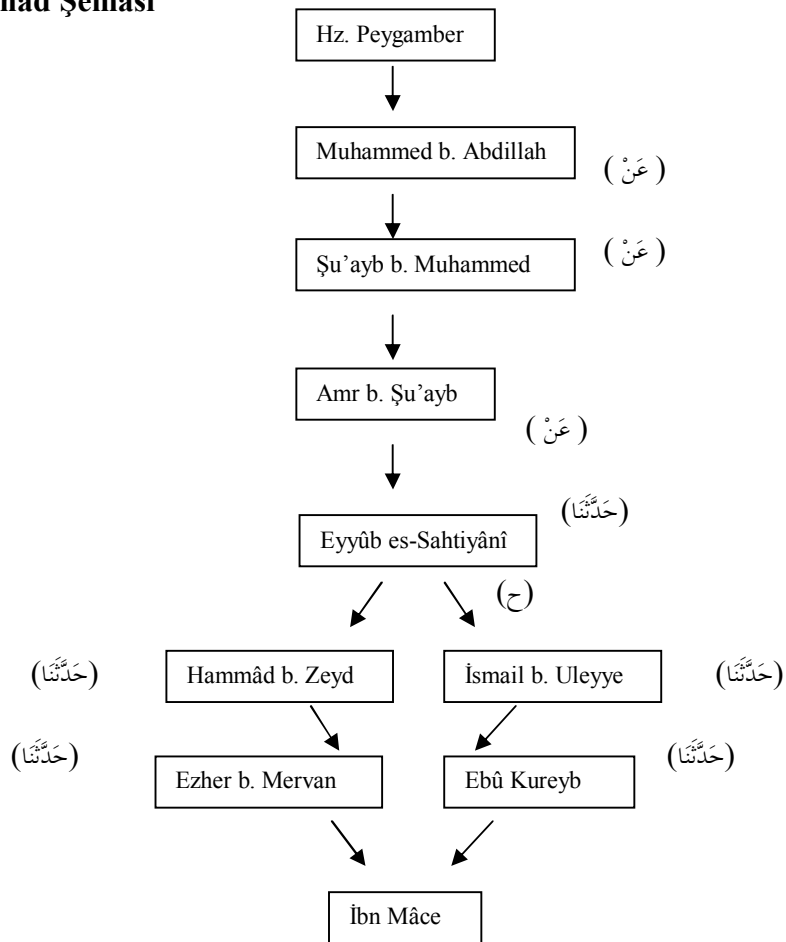 Şeması
Hz. Peygamber
Muhammed b. Abdillah
( عَنْ )
Şu’ayb b. Muhammed
( عَنْ )
Amr b. Şu’ayb
( عَنْ )
(حَدَّثَنَا)
Eyyûb es-Sahtiyânî
(ح)
(حَدَّثَنَا) Hammâd b. Zeyd İsmail b. Uleyye (حَدَّثَنَا)
(حَدَّثَنَا) Ezher b. Mervan Ebû Kureyb (حَدَّثَنَا)
İbn Mâce